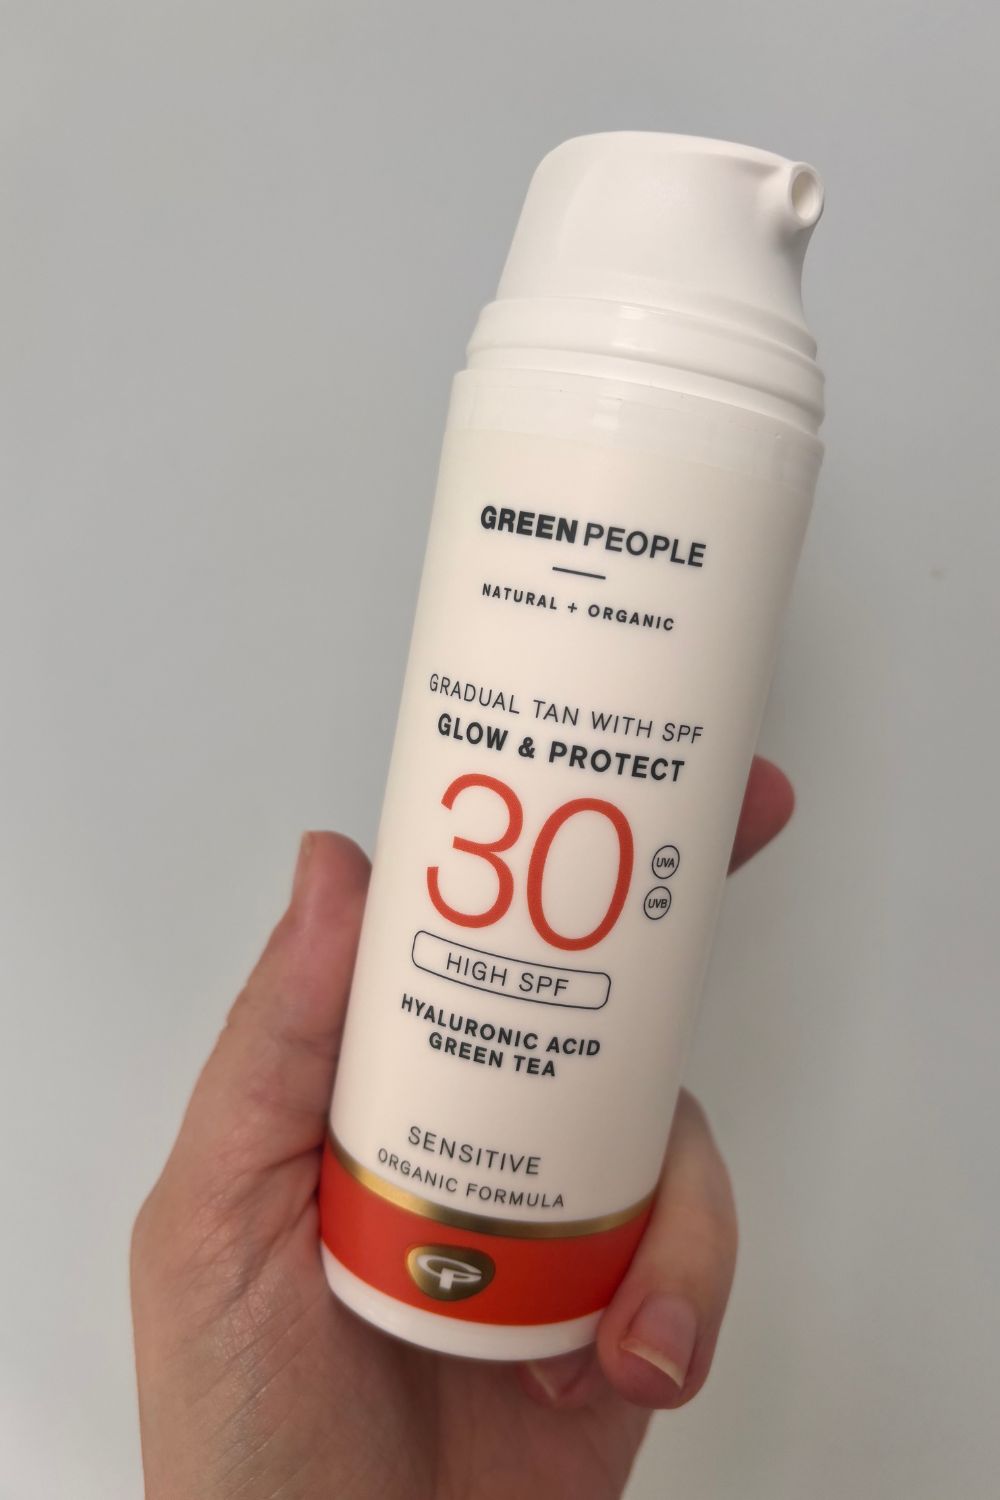 GREEN PEOPLE
NATURAL + ORGANIC
GRADUAL TAN WITH SPF
GLOW & PROTECT
30
UVA
UVB
HIGH SPF
HYALURONIC ACID
GREEN TEA
SENSITIVE
ORGANIC FORMULA
GP